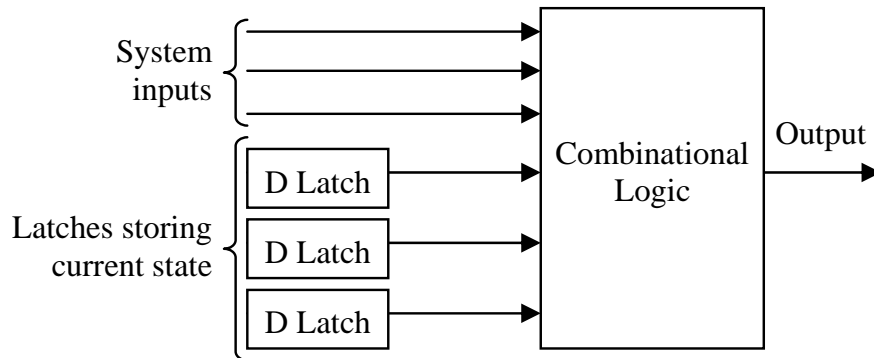 System
inputs
D Latch
Latches storing
current state
D Latch
D Latch
Combinational
Logic
Output